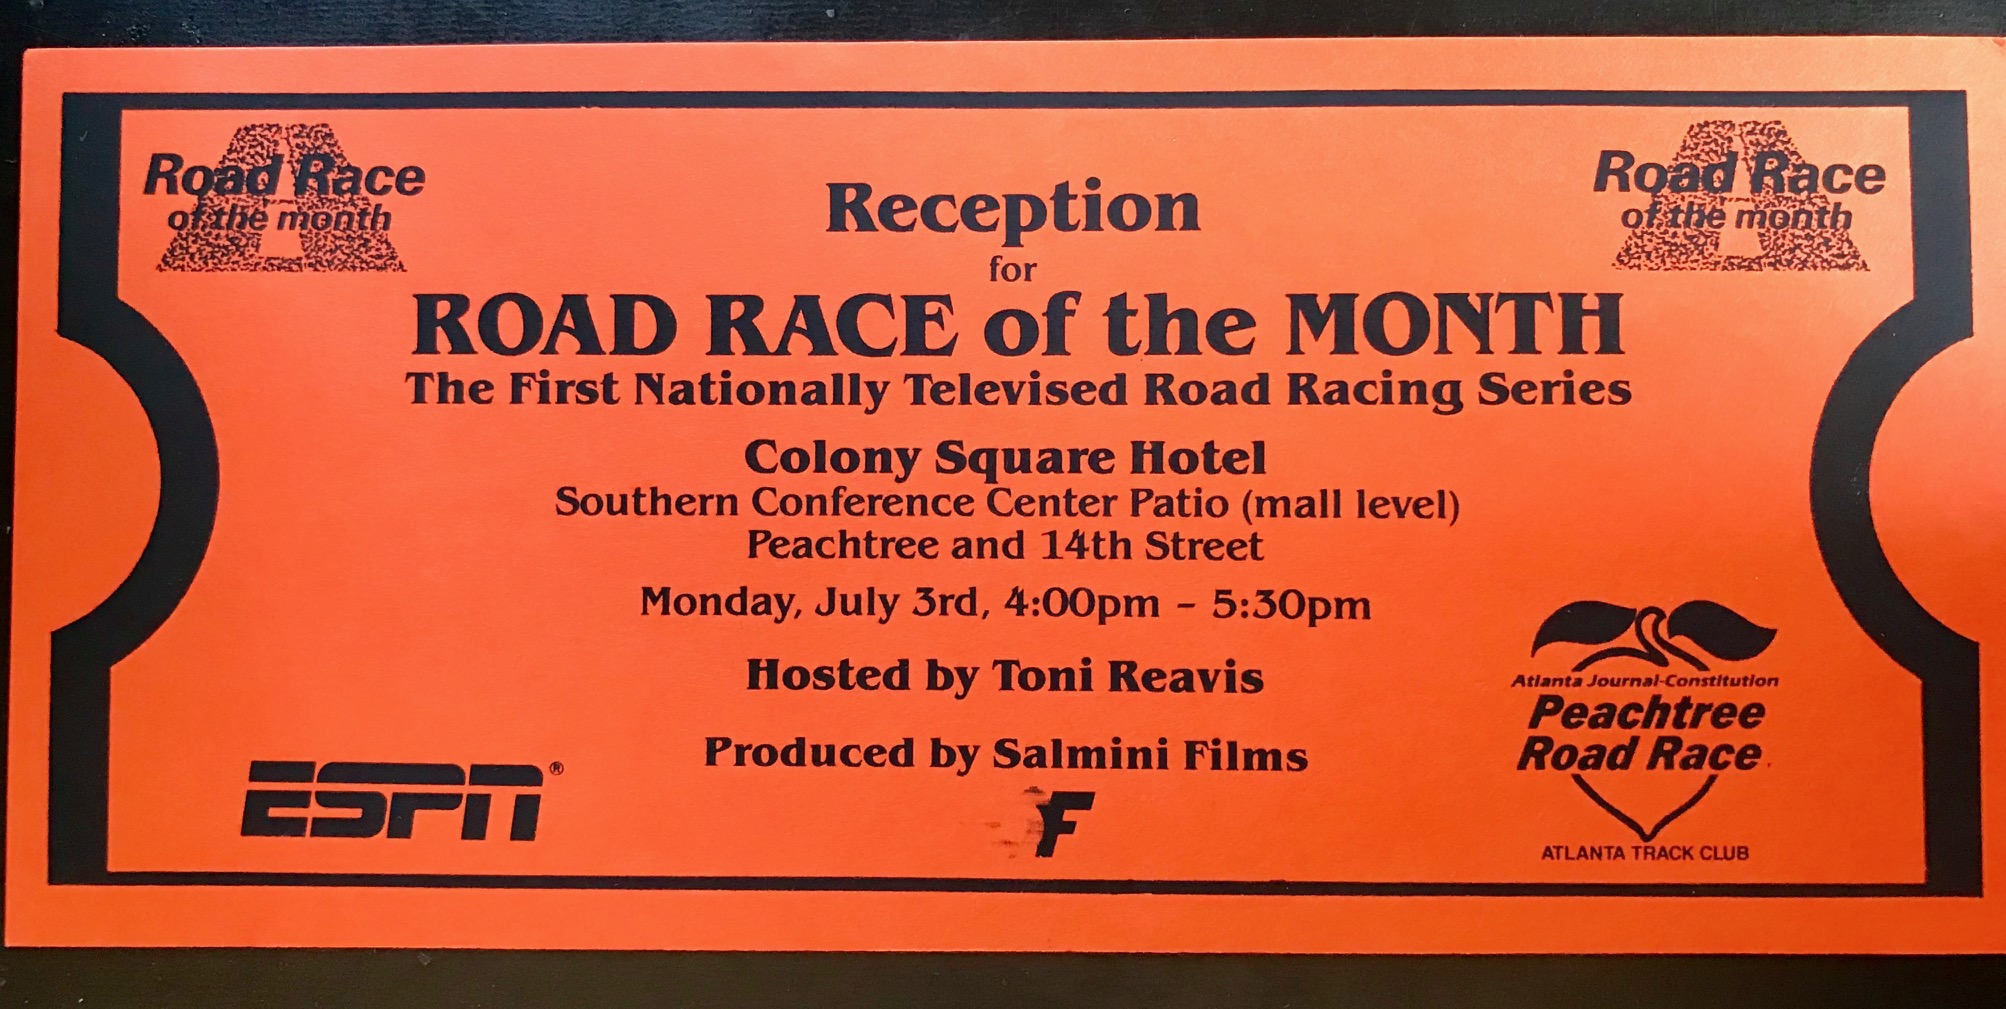 Road Race
of the month
Road Race
of the month
Reception
for
ROAD RACE of the MONTH
The First Nationally Televised Road Racing Series
Colony Square Hotel
Southern Conference Center Patio (mall level)
Peachtree and 14th Street
Monday, July 3rd, 4:00pm - 5:30pm
Hosted by Toni Reavis
Produced by Salmini Films
F
ESPN®
Atlanta Journal-Constitution
Peachtree
Road Race
ATLANTA TRACK CLUB